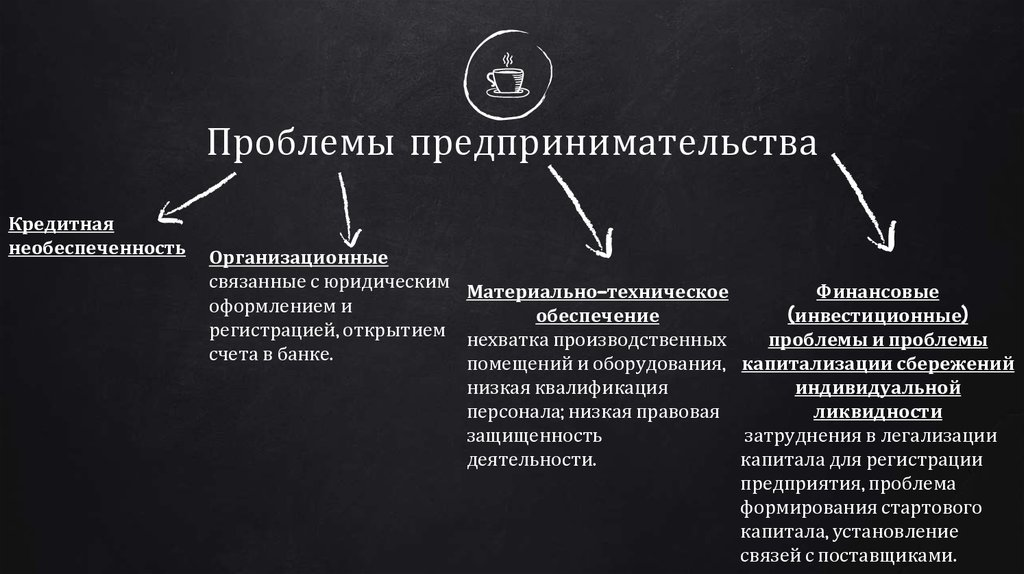 Проблемы предпринимательства
Кредитная
необеспеченность
Организационные
связанные с юридическим
оформлением и
регистрацией, открытием
счета в банке.
Материально-техническое
обеспечение
нехватка производственных
помещений и оборудования,
низкая квалификация
персонала; низкая правовая
защищенность
деятельности.
Финансовые
(инвестиционные)
проблемы и проблемы
капитализации сбережений
индивидуальной
ликвидности
затруднения в легализации
капитала для регистрации
предприятия, проблема
формирования стартового
капитала, установление
связей с поставщиками.